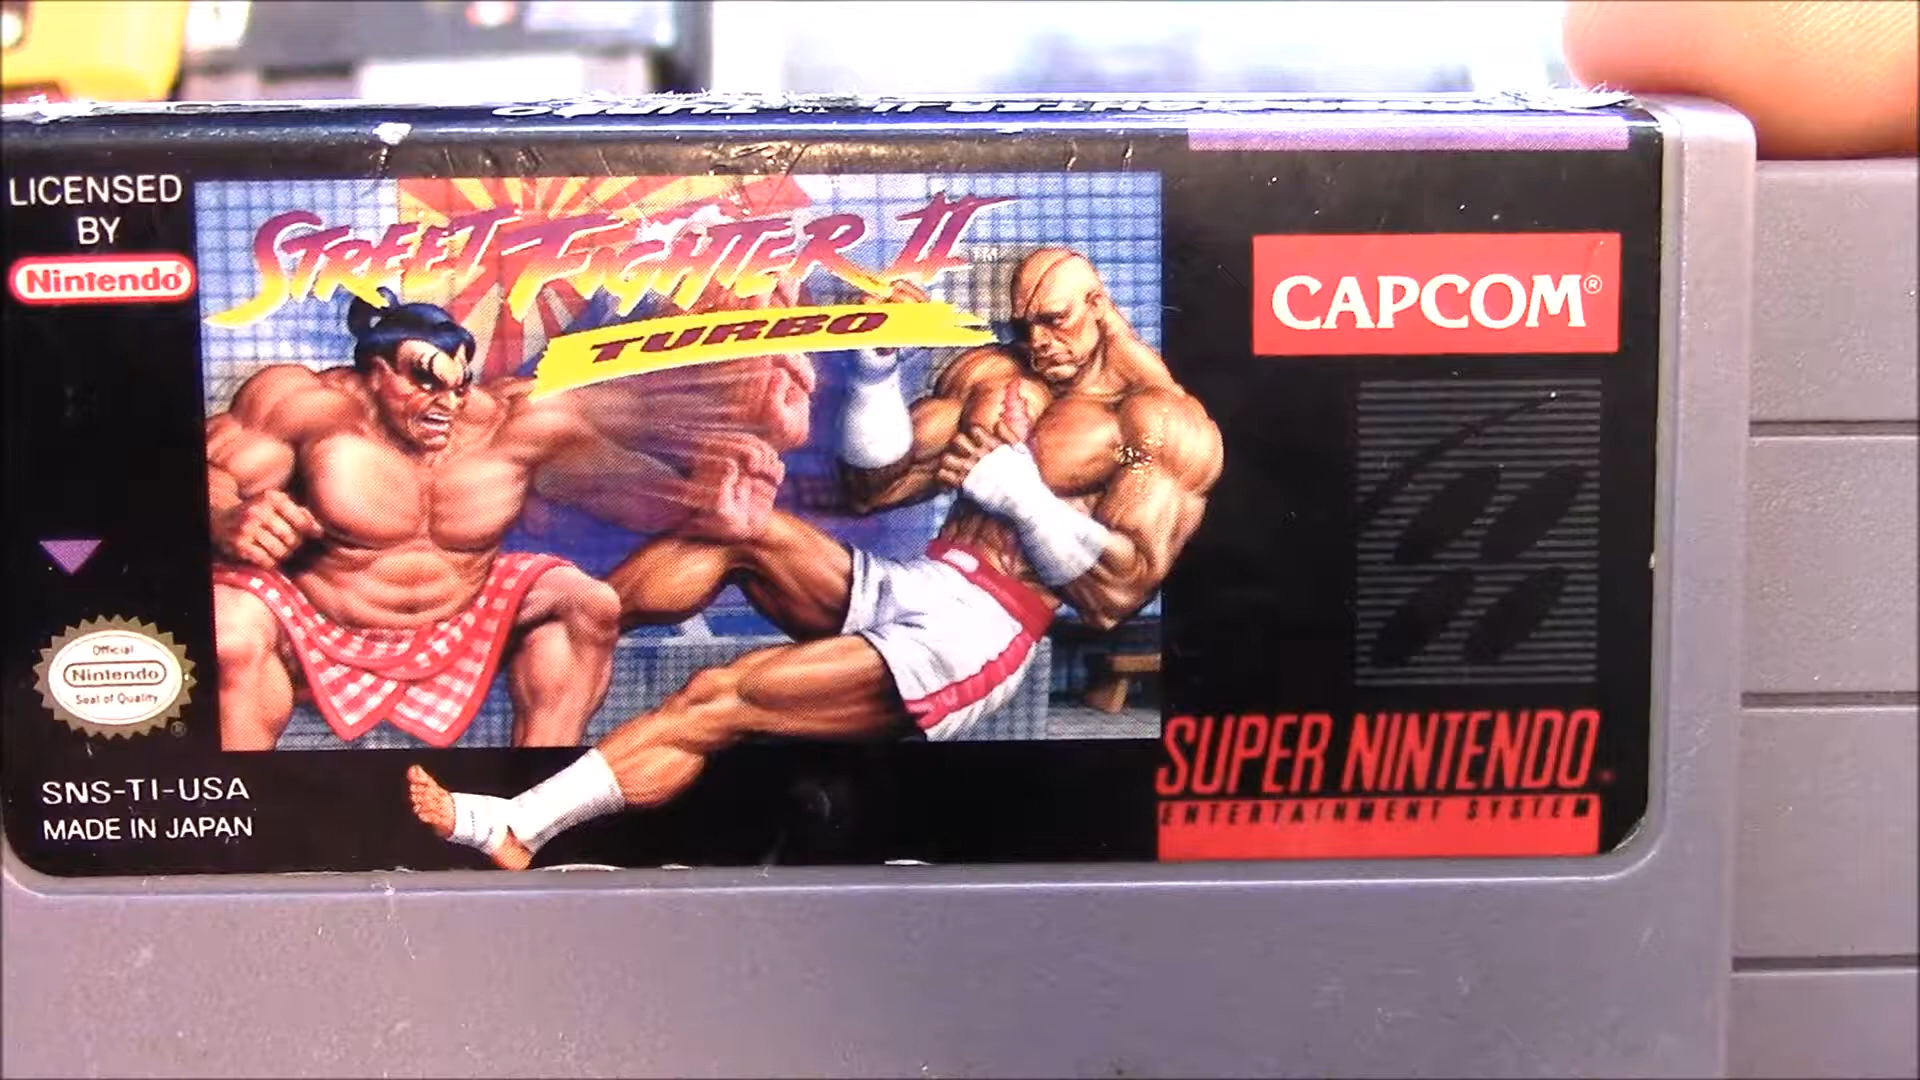 LICENSED
BY
Nintendo®
STREET FIGHTER II™
TURBO
CAPCOM®
Official
Nintendo
Seal of Quality
®
SNS-TI-USA
MADE IN JAPAN
SUPER NINTENDO
ENTERTAINMENT SYSTEM